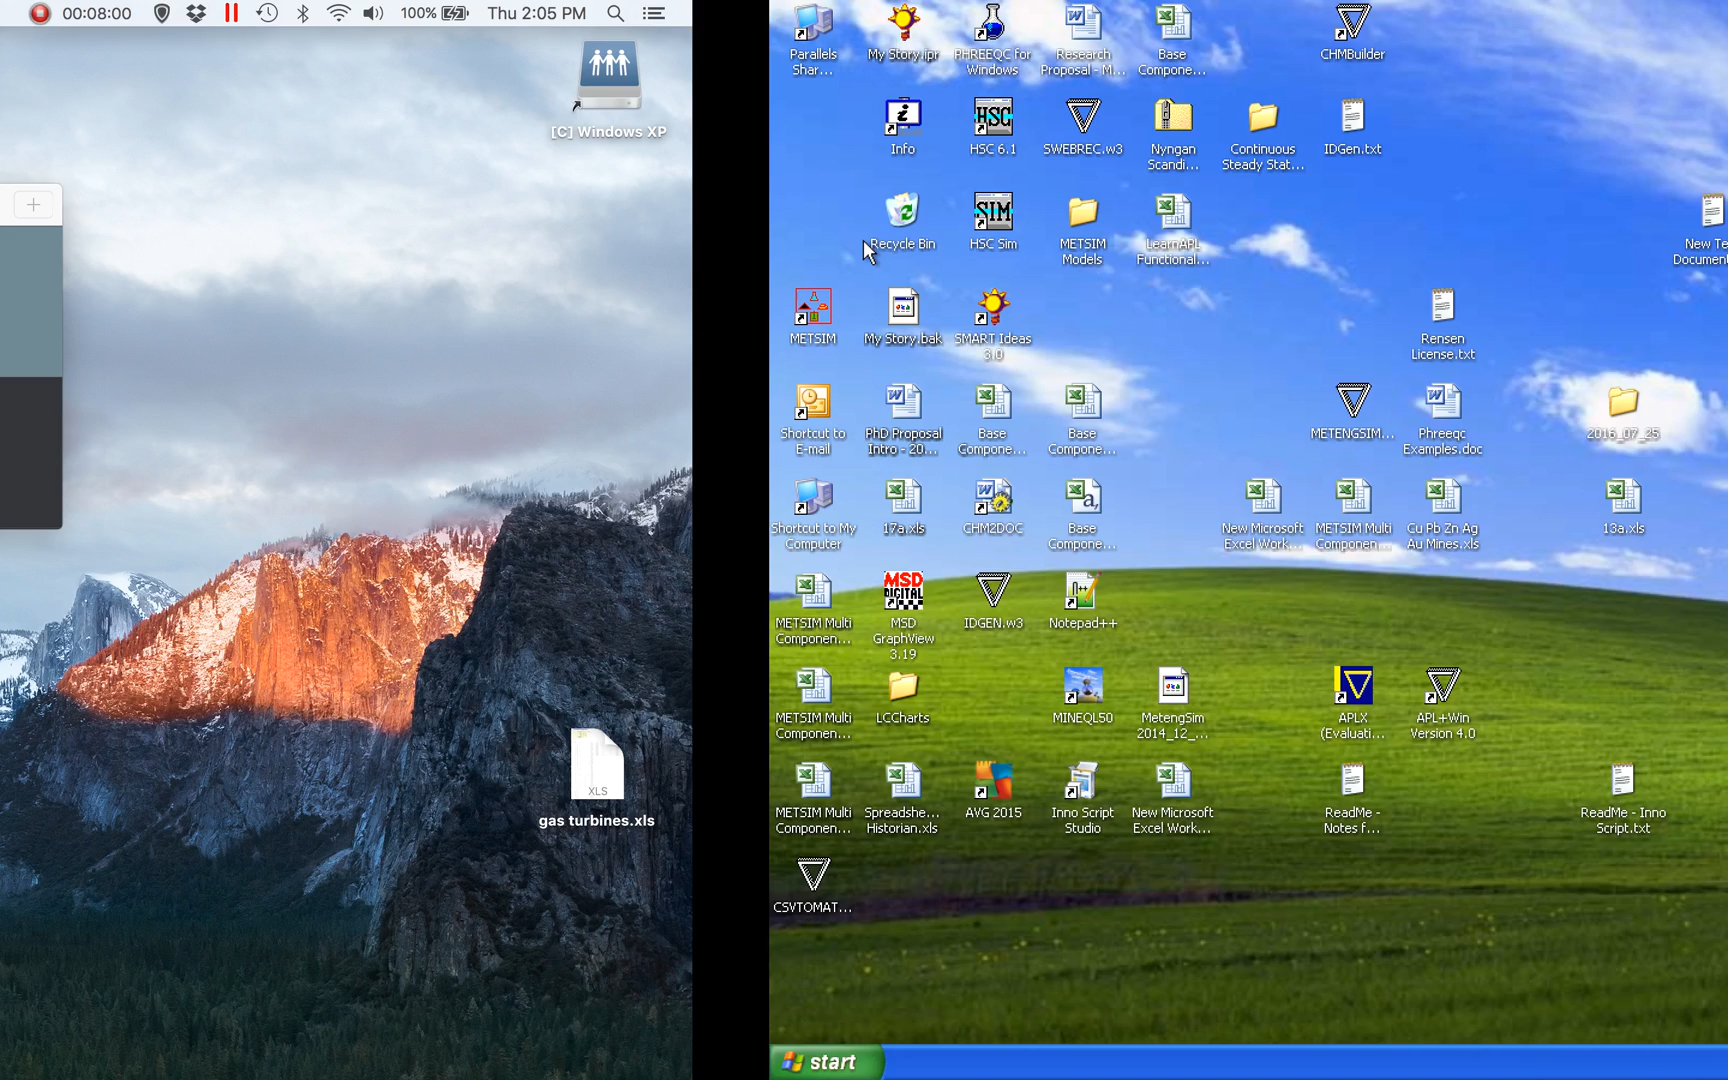 00:08:00
100%
Thu 2:05 PM
[C] Windows XP
XLS
gas turbines.xls
Parallels
Shar...
My Story.ipr
PHREEQC for
Windows
Research
Proposal - M...
Base
Compone...
CHMBuilder
Info
HSC
HSC 6.1
SWEBREC.w3
Nyngan
Scandi...
Continuous
Steady Stat...
IDGen.txt
Recycle Bin
SIM
HSC Sim
METSIM
Models
LearnAPL
Functional...
New Te
Document
METSIM
My Story.bak
SMART Ideas
3.0
Rensen
License.txt
Shortcut to
E-mail
PhD Proposal
Intro - 20...
Base
Compone...
Base
Compone...
METENGSIM...
Phreeqc
Examples.doc
2016_07_25
Shortcut to My
Computer
17a.xls
CHM2DOC
Base
Compone...
New Microsoft
Excel Work...
METSIM Multi
Componen...
Cu Pb Zn Ag
Au Mines.xls
13a.xls
METSIM Multi
Componen...
MSD
DIGITAL
MSD
GraphView
3.19
IDGEN.w3
Notepad++
METSIM Multi
Componen...
LCCharts
MINEQL50
MetengSim
2014_12_...
APLX
(Evaluati...
APL+Win
Version 4.0
METSIM Multi
Componen...
Spreadshe...
Historian.xls
AVG 2015
Inno Script
Studio
New Microsoft
Excel Work...
ReadMe -
Notes f...
ReadMe - Inno
Script.txt
CSVTOMAT...
start